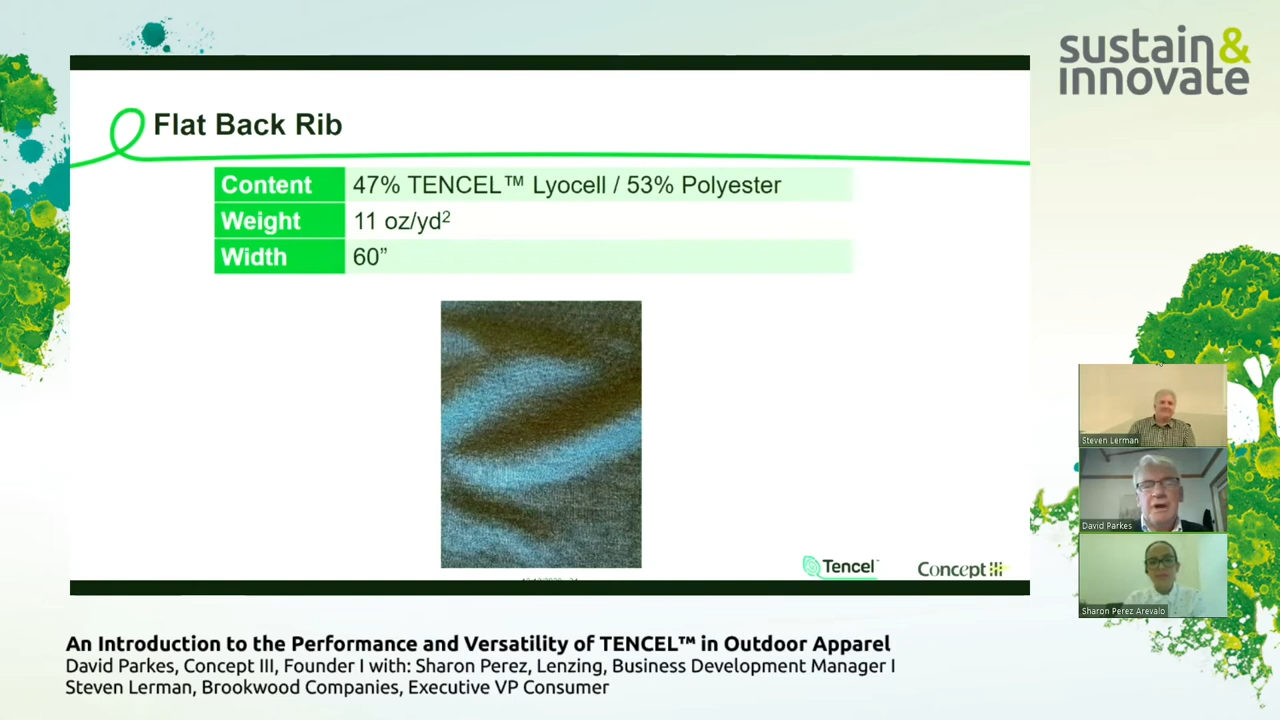 sustain&
innovate
Flat Back Rib
Content 47% TENCEL™ Lyocell / 53% Polyester
Weight 11 oz/yd²
Width 60”
Steven Lerman
David Parkes
Sharon Perez Arevalo
Tencel™
Concept III
An Introduction to the Performance and Versatility of TENCEL™ in Outdoor Apparel
David Parkes, Concept III, Founder I with: Sharon Perez, Lenzing, Business Development Manager I
Steven Lerman, Brookwood Companies, Executive VP Consumer